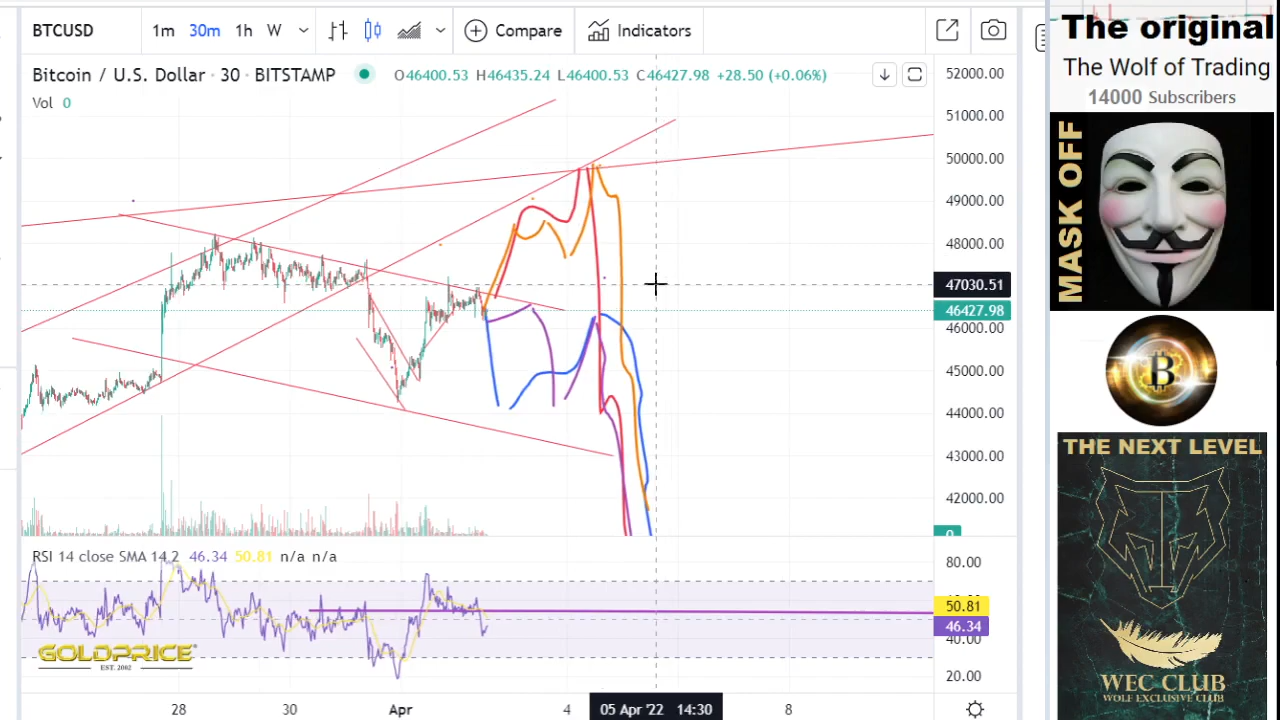 BTCUSD 1m 30m 1h W Compare Indicators
Bitcoin / U.S. Dollar · 30 · BITSTAMP O46400.53 H46435.24 L46400.53 C46427.98 +28.50 (+0.06%)
Vol 0
52000.00
51000.00
50000.00
49000.00
48000.00
47030.51
46427.98
46000.00
45000.00
44000.00
43000.00
42000.00
0
RSI 14 close SMA 14 2 46.34 50.81 n/a n/a
80.00
50.81
46.34
40.00
20.00
GOLDPRICE
EST. 2002
28 30 Apr 4 05 Apr '22 14:30 8
The original
The Wolf of Trading
14000 Subscribers
MASK OFF
B
THE NEXT LEVEL
WEC CLUB
WOLF EXCLUSIVE CLUB